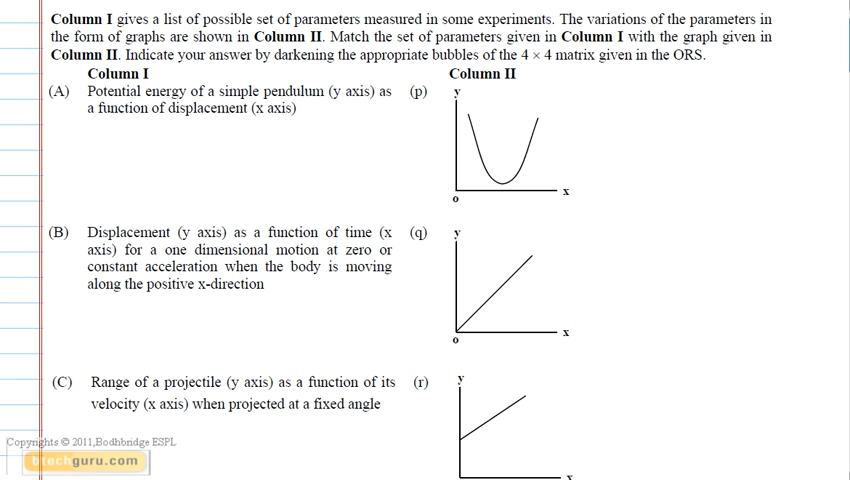 Column I gives a list of possible set of parameters measured in some experiments. The variations of the parameters in
the form of graphs are shown in Column II. Match the set of parameters given in Column I with the graph given in
Column II. Indicate your answer by darkening the appropriate bubbles of the 4 × 4 matrix given in the ORS.
Column I Column II
(A) Potential energy of a simple pendulum (y axis) as
a function of displacement (x axis)
(p)
y
o
x
(B) Displacement (y axis) as a function of time (x
axis) for a one dimensional motion at zero or
constant acceleration when the body is moving
along the positive x-direction
(q)
y
o
x
(C) Range of a projectile (y axis) as a function of its
velocity (x axis) when projected at a fixed angle
(r)
y
x
Copyrights © 2011,Bodhbridge ESPL
btechguru.com